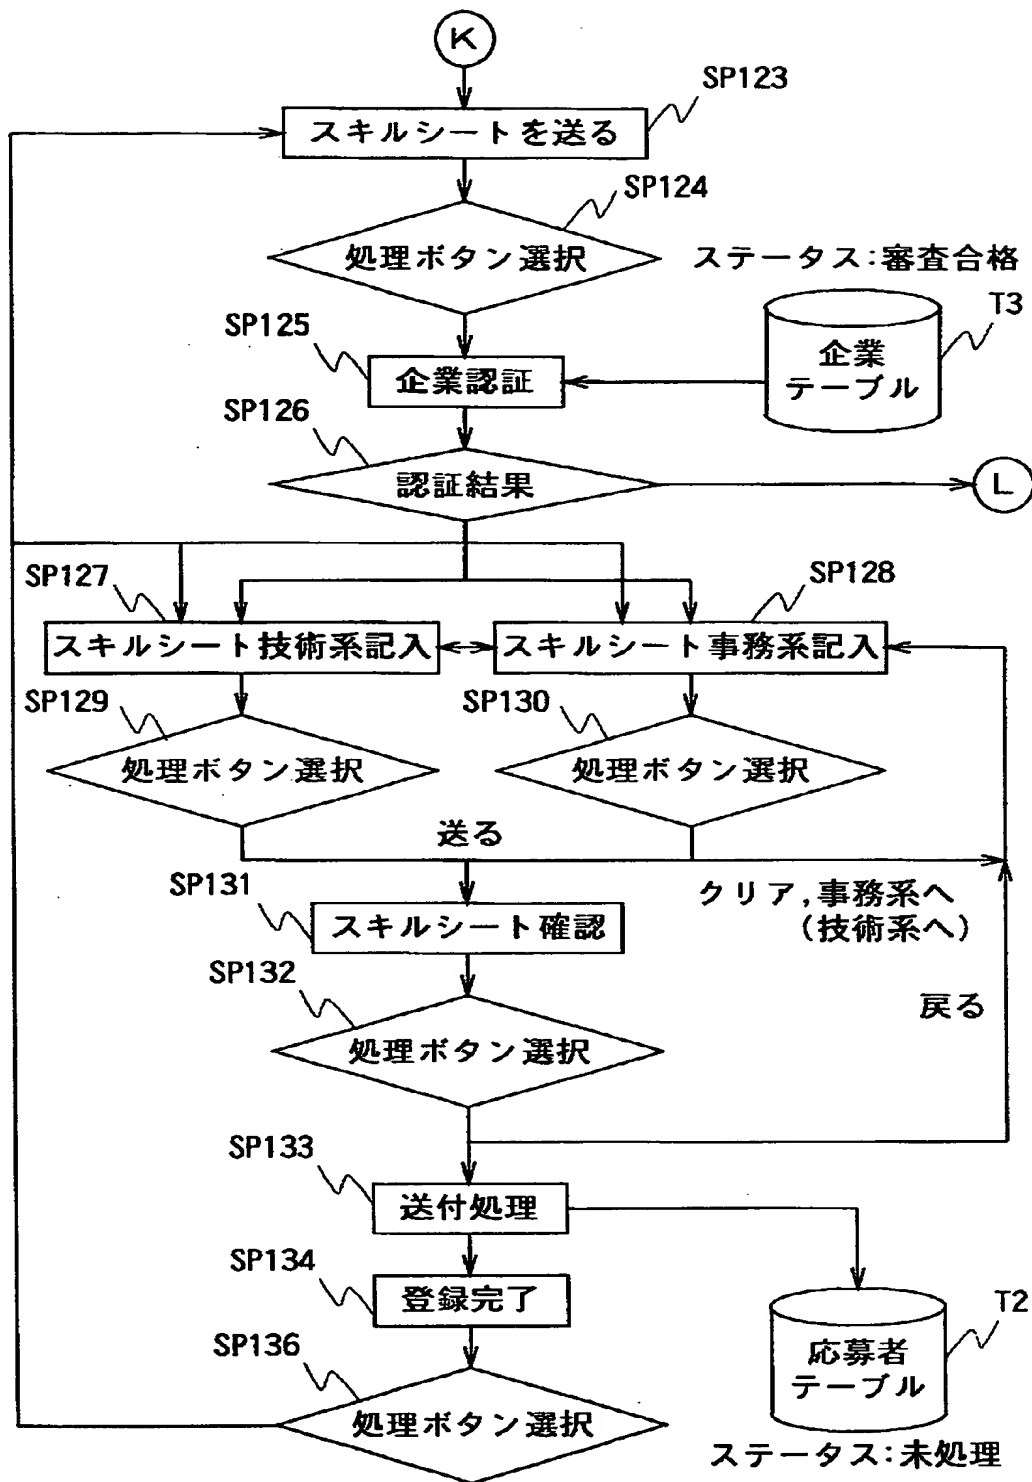 K
SP123
スキルシートを送る
SP124
処理ボタン選択
ステータス:審査合格
SP125
T3
企業
テーブル
企業認証
SP126
認証結果
L
SP127
SP128
スキルシート技術系記入
スキルシート事務系記入
SP129
SP130
処理ボタン選択
処理ボタン選択
送る
SP131
クリア,事務系へ
(技術系へ)
スキルシート確認
SP132
戻る
処理ボタン選択
SP133
送付処理
SP134
登録完了
T2
応募者
テーブル
SP136
処理ボタン選択
ステータス:未処理